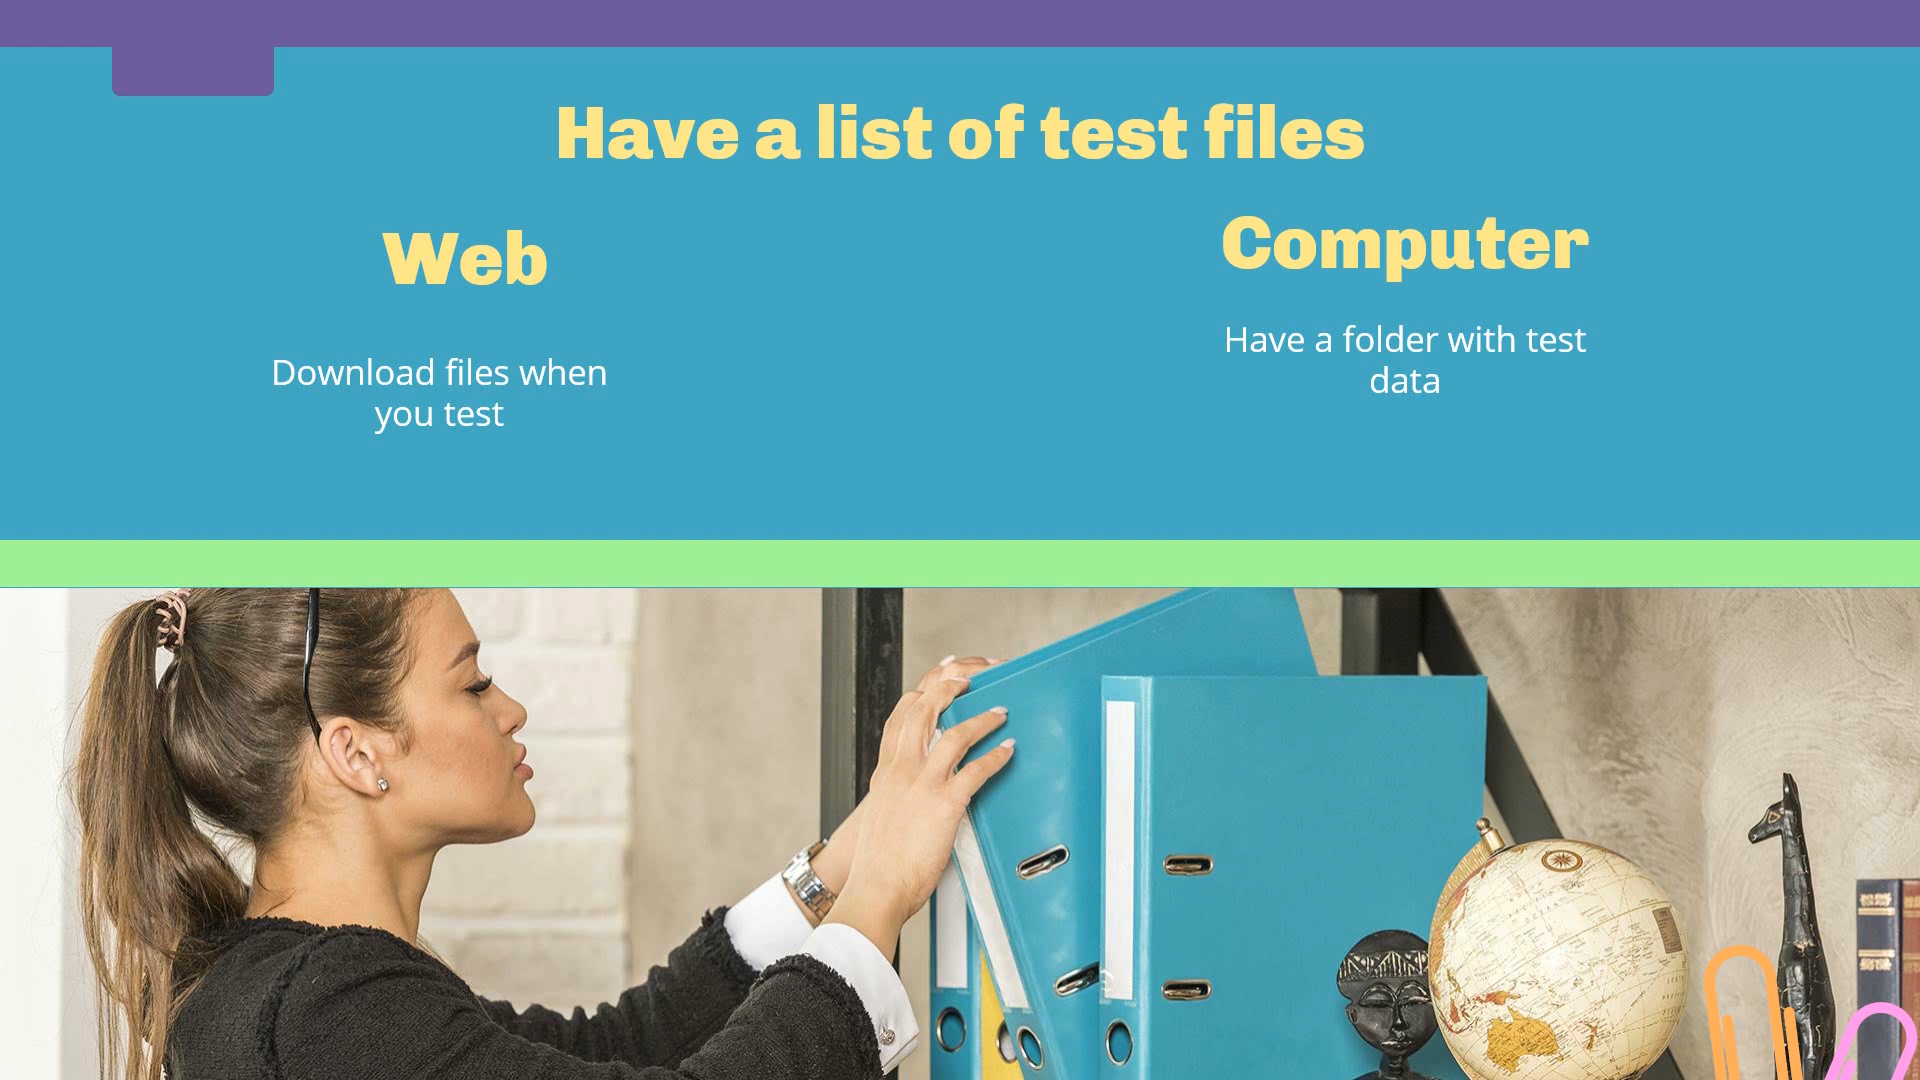 Have a list of test files
Web
Download files when
you test
Computer
Have a folder with test
data